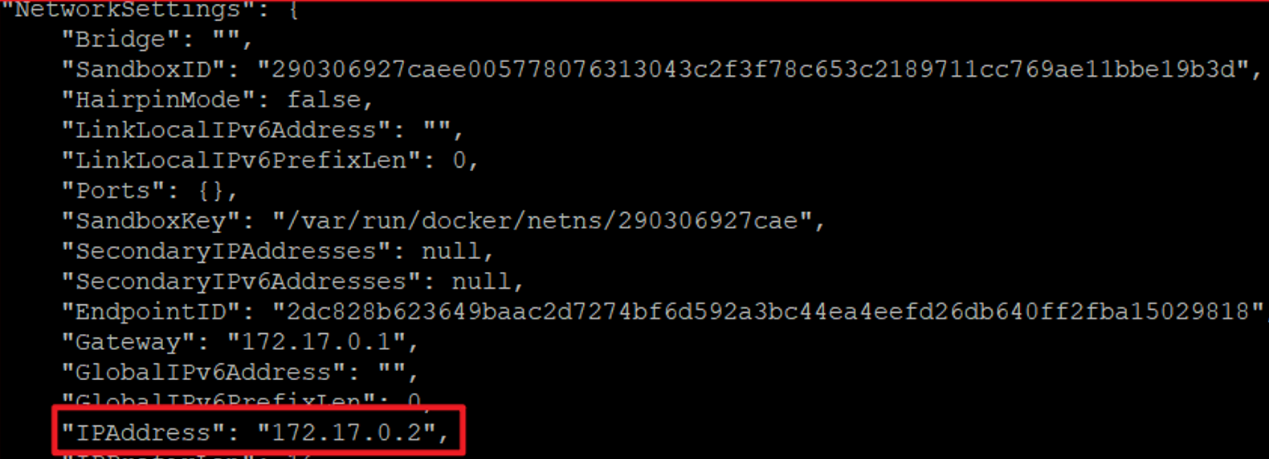 "NetworkSettings": {
"Bridge": "",
"SandboxID": "290306927caee005778076313043c2f3f78c653c2189711cc769ae11bbe19b3d",
"HairpinMode": false,
"LinkLocalIPv6Address": "",
"LinkLocalIPv6PrefixLen": 0,
"Ports": {},
"SandboxKey": "/var/run/docker/netns/290306927cae",
"SecondaryIPAddresses": null,
"SecondaryIPv6Addresses": null,
"EndpointID": "2dc828b623649baac2d7274bf6d592a3bc44ea4eefd26db640ff2fba15029818",
"Gateway": "172.17.0.1",
"GlobalIPv6Address": "",
"GlobalIPv6PrefixLen": 0,
"IPAddress": "172.17.0.2",